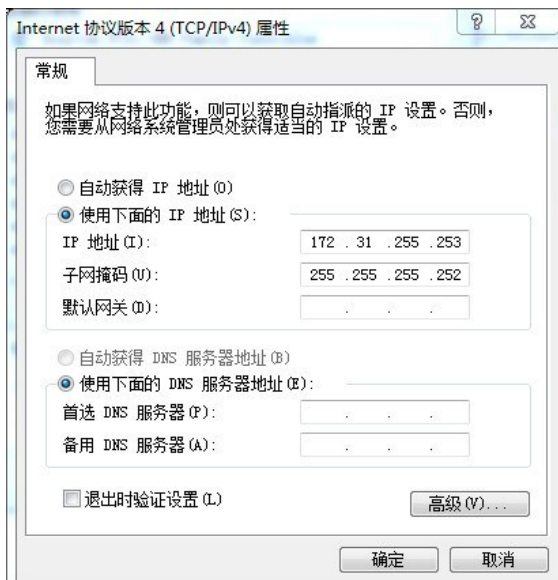 Internet 协议版本 4 (TCP/IPv4) 属性
常规
如果网络支持此功能，则可以获取自动指派的 IP 设置。否则，
您需要从网络系统管理员处获得适当的 IP 设置。
自动获得 IP 地址(O)
使用下面的 IP 地址(S):
IP 地址(I): 172 . 31 . 255 . 253
子网掩码(U): 255 . 255 . 255 . 252
默认网关(D): . . .
自动获得 DNS 服务器地址(B)
使用下面的 DNS 服务器地址(E):
首选 DNS 服务器(P): . . .
备用 DNS 服务器(A): . . .
退出时验证设置(L)
高级(V)...
确定 取消